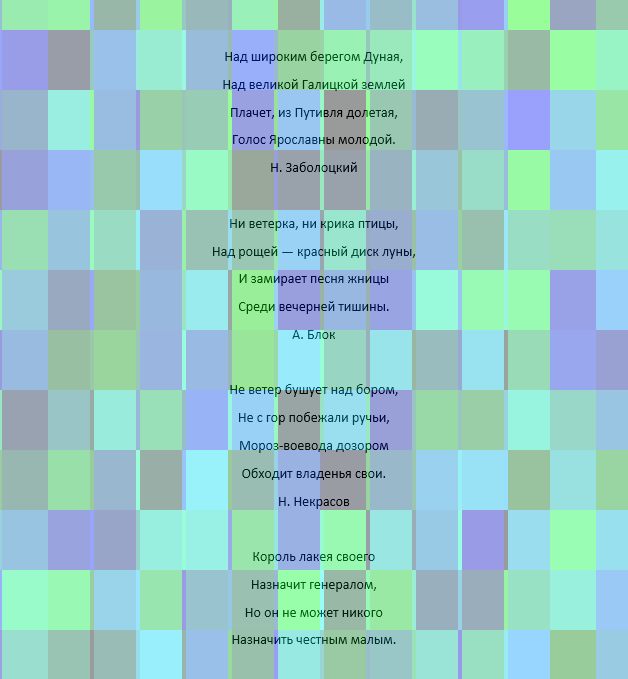 Над широким берегом Дуная,
Над великой Галицкой землей
Плачет, из Путивля долетая,
Голос Ярославны молодой.
Н. Заболоцкий
Ни ветерка, ни крика птицы,
Над рощей — красный диск луны,
И замирает песня жницы
Среди вечерней тишины.
А. Блок
Не ветер бушует над бором,
Не с гор побежали ручьи,
Мороз-воевода дозором
Обходит владенья свои.
Н. Некрасов
Король лакея своего
Назначит генералом,
Но он не может никого
Назначить честным малым.